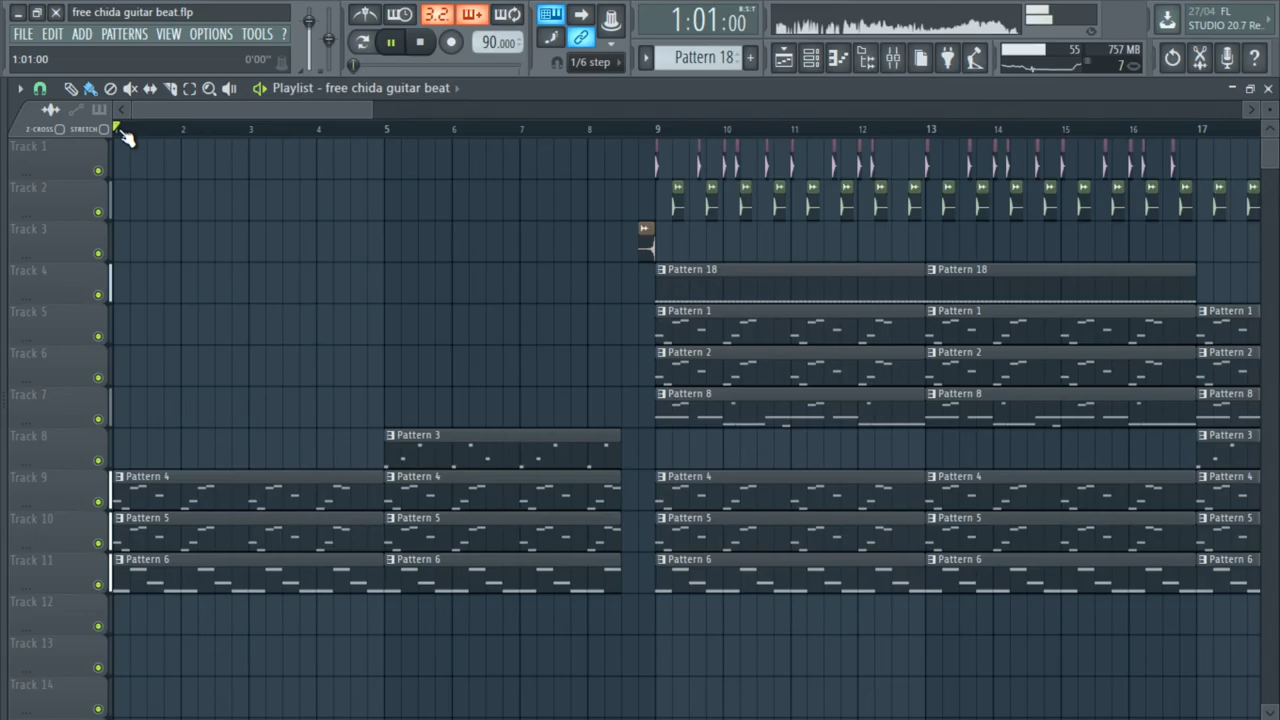 free chida guitar beat.flp
FILE EDIT ADD PATTERNS VIEW OPTIONS TOOLS ?
1:01:00 0'00"
3.2
90.000
1/6 step
1:01:00 B:S:T
Pattern 18
55 757 MB
7
27/04 FL
STUDIO 20.7 Re..
Playlist - free chida guitar beat
2-CROSS STRETCH
2 3 4 5 6 7 8 9 10 11 12 13 14 15 16 17
Track 1
Track 2
Track 3
Track 4 Pattern 18 Pattern 18
Track 5 Pattern 1 Pattern 1 Pattern 1
Track 6 Pattern 2 Pattern 2 Pattern 2
Track 7 Pattern 8 Pattern 8 Pattern 8
Track 8 Pattern 3 Pattern 3
Track 9 Pattern 4 Pattern 4 Pattern 4 Pattern 4 Pattern 4
Track 10 Pattern 5 Pattern 5 Pattern 5 Pattern 5 Pattern 5
Track 11 Pattern 6 Pattern 6 Pattern 6 Pattern 6 Pattern 6
Track 12
Track 13
Track 14